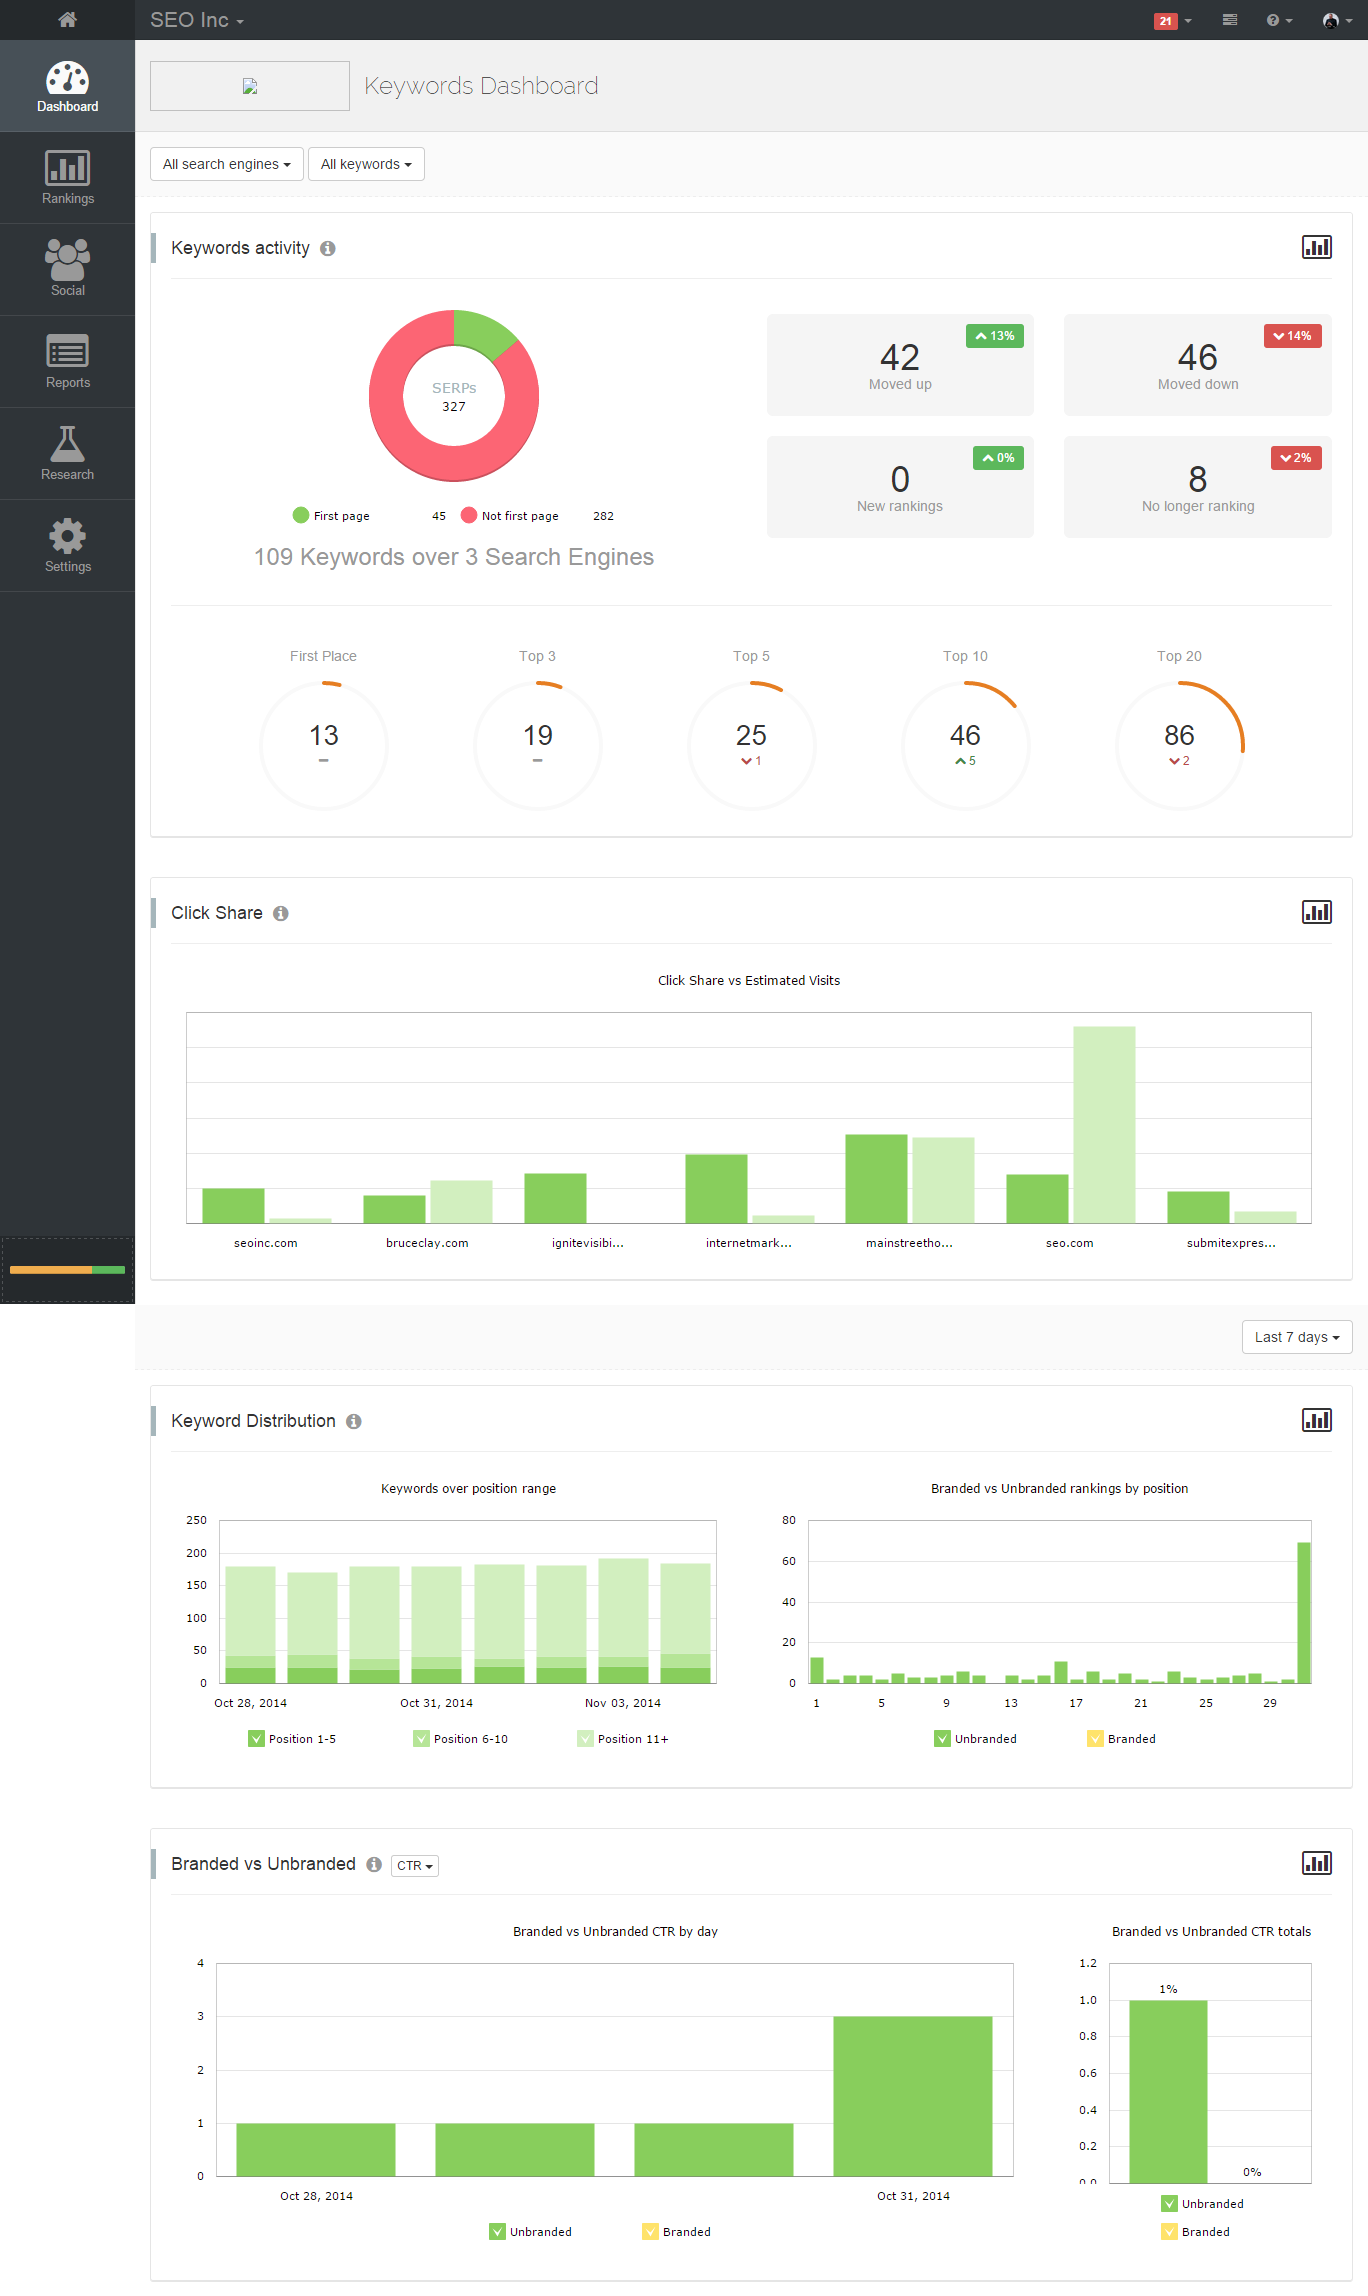 SEO Inc
21
Dashboard
Rankings
Social
Reports
Research
Settings
Keywords Dashboard
All search engines
All keywords
Keywords activity
SERPs
327
First page 45 Not first page 282
109 Keywords over 3 Search Engines
13%
42
Moved up
14%
46
Moved down
0%
0
New rankings
2%
8
No longer ranking
First Place
13
Top 3
19
Top 5
25
1
Top 10
46
5
Top 20
86
2
Click Share
Click Share vs Estimated Visits
seoinc.com bruceclay.com ignitevisibi... internetmark... mainstreetho... seo.com submitexpres...
Last 7 days
Keyword Distribution
Keywords over position range
250
200
150
100
50
0
Oct 28, 2014 Oct 31, 2014 Nov 03, 2014
Position 1-5 Position 6-10 Position 11+
Branded vs Unbranded rankings by position
80
60
40
20
0
1 5 9 13 17 21 25 29
Unbranded Branded
Branded vs Unbranded CTR
Branded vs Unbranded CTR by day
4
3
2
1
0
Oct 28, 2014 Oct 31, 2014
Unbranded Branded
Branded vs Unbranded CTR totals
1.2
1.0
0.8
0.6
0.4
0.2
0.0
1%
0%
Unbranded
Branded